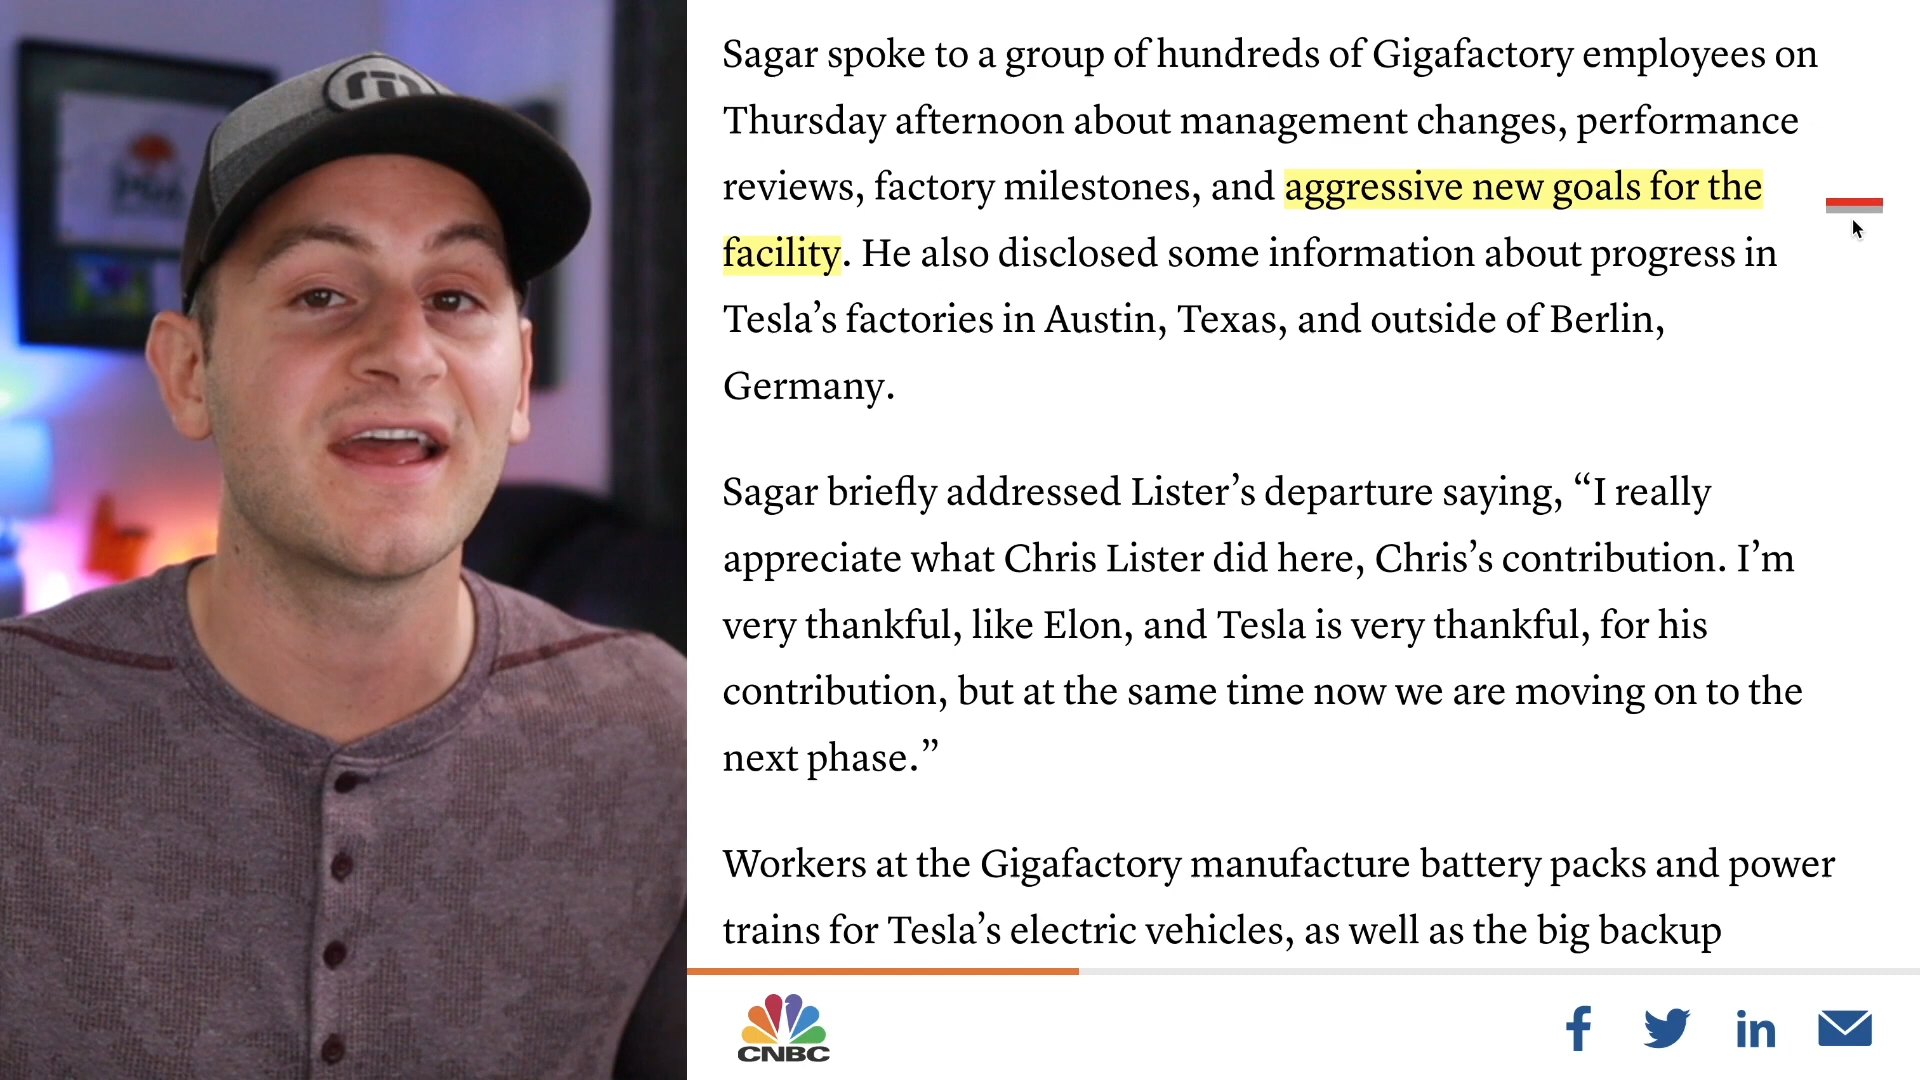 Sagar spoke to a group of hundreds of Gigafactory employees on
Thursday afternoon about management changes, performance
reviews, factory milestones, and aggressive new goals for the
facility. He also disclosed some information about progress in
Tesla’s factories in Austin, Texas, and outside of Berlin,
Germany.
Sagar briefly addressed Lister’s departure saying, “I really
appreciate what Chris Lister did here, Chris’s contribution. I’m
very thankful, like Elon, and Tesla is very thankful, for his
contribution, but at the same time now we are moving on to the
next phase.”
Workers at the Gigafactory manufacture battery packs and power
trains for Tesla’s electric vehicles, as well as the big backup
CNBC